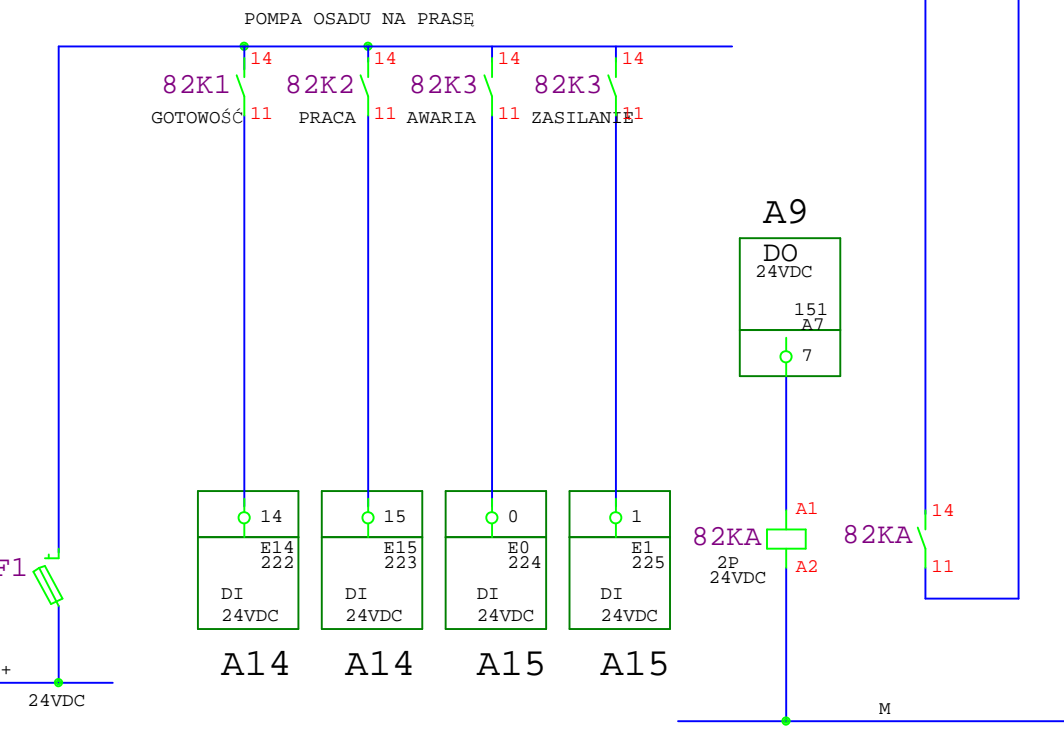 POMPA OSADU NA PRASĘ
14 14 14 14
82K1 82K2 82K3 82K3
GOTOWOŚĆ 11 PRACA 11 AWARIA 11 ZASILANIE 11
A9
DO
24VDC
151
A7
7
14 15 0 1
A1 14
82KA 82KA
E14 E15 E0 E1
222 223 224 225
2P
24VDC
A2 11
F1
DI DI DI DI
24VDC 24VDC 24VDC 24VDC
A14 A14 A15 A15
+
24VDC
M